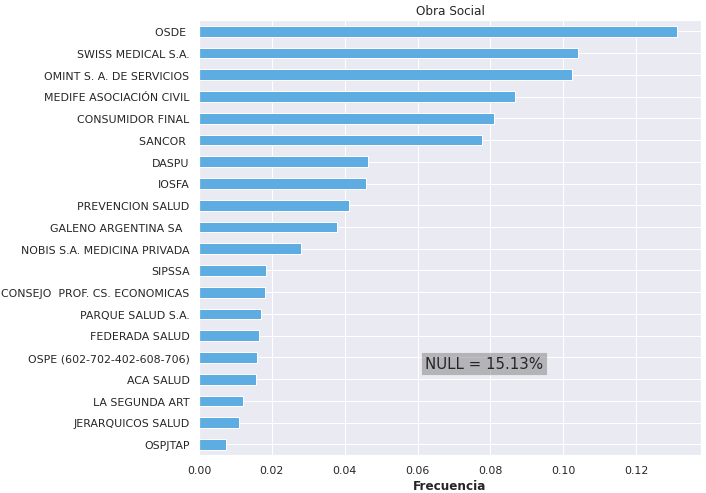 Obra Social
OSDE
SWISS MEDICAL S.A.
OMINT S. A. DE SERVICIOS
MEDIFE ASOCIACIÓN CIVIL
CONSUMIDOR FINAL
SANCOR
DASPU
IOSFA
PREVENCION SALUD
GALENO ARGENTINA SA
NOBIS S.A. MEDICINA PRIVADA
SIPSSA
CONSEJO  PROF. CS. ECONOMICAS
PARQUE SALUD S.A.
FEDERADA SALUD
OSPE (602-702-402-608-706)
NULL = 15.13%
ACA SALUD
LA SEGUNDA ART
JERARQUICOS SALUD
OSPJTAP
0.00 0.02 0.04 0.06 0.08 0.10 0.12
Frecuencia